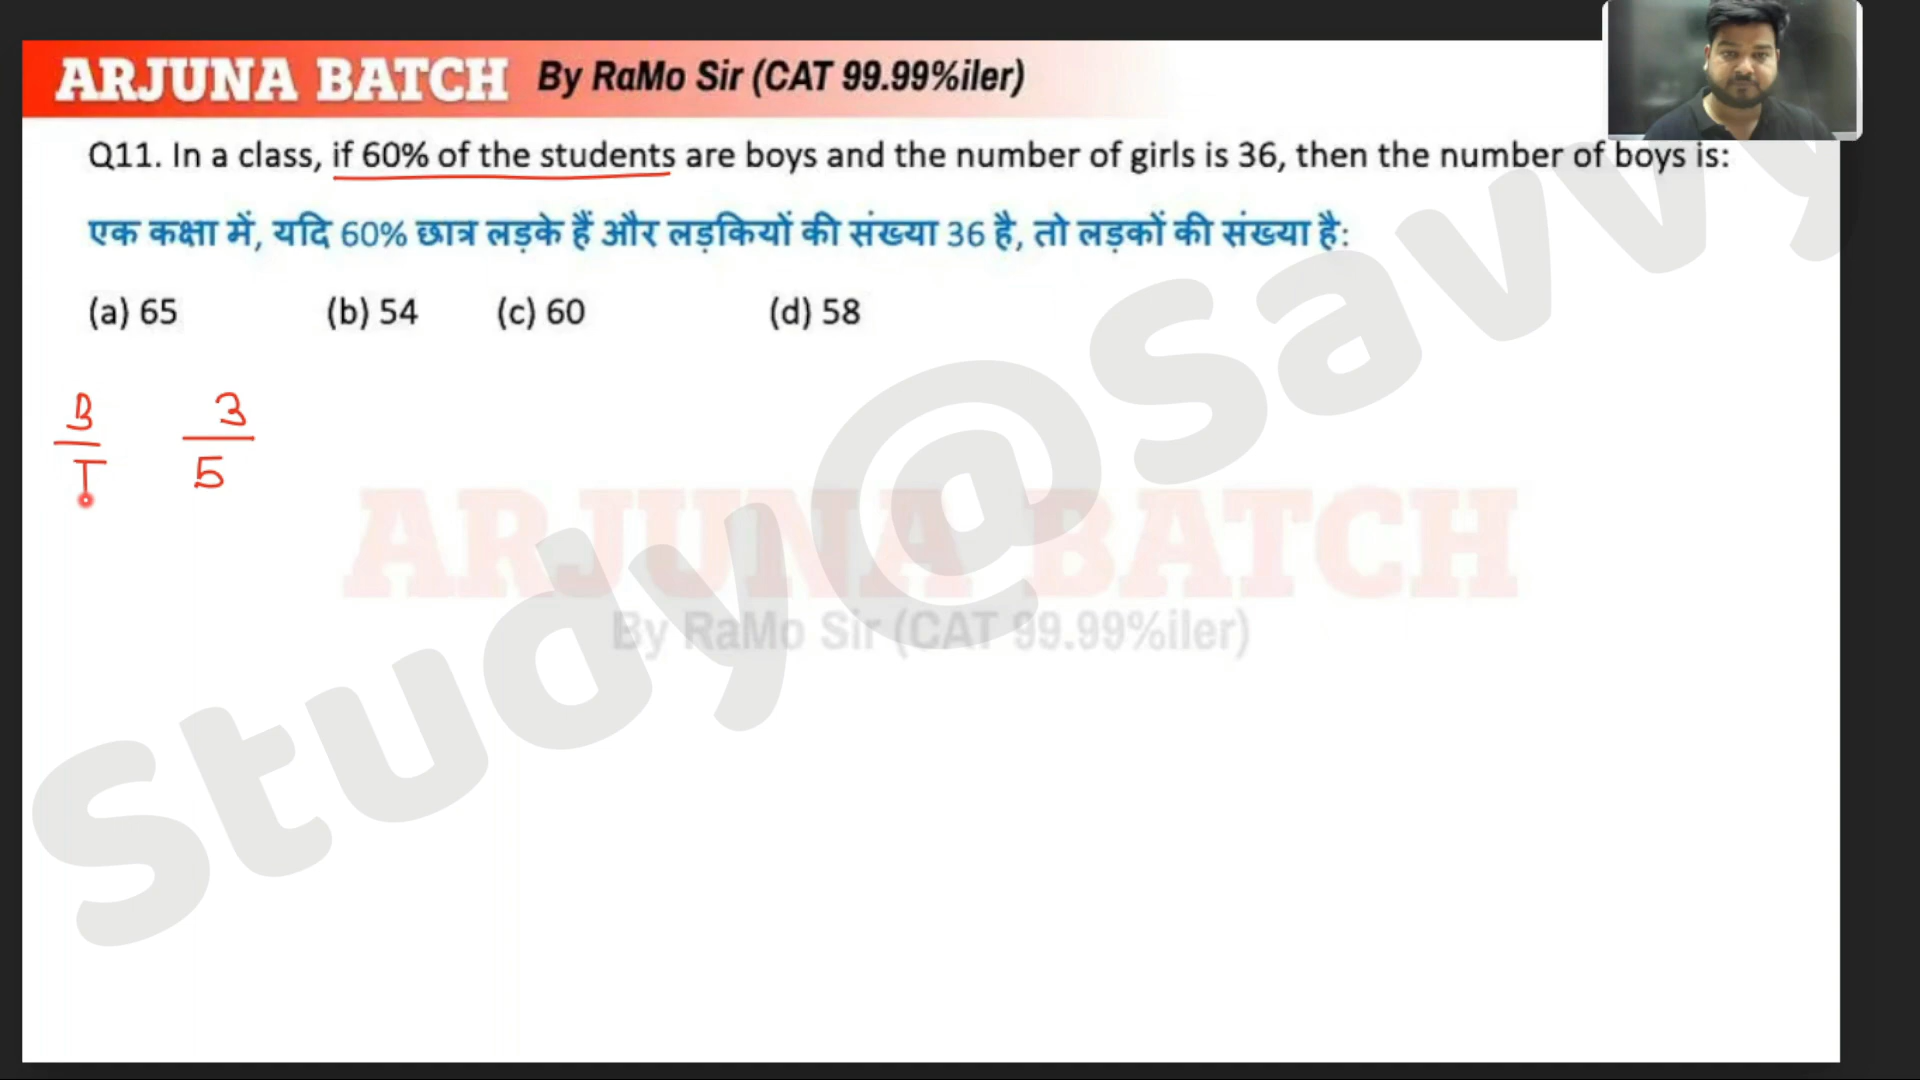 ARJUNA BATCH By RaMo Sir (CAT 99.99%iler)
Q11. In a class, if 60% of the students are boys and the number of girls is 36, then the number of boys is:
एक कक्षा में, यदि 60% छात्र लड़के हैं और लड़कियों की संख्या 36 है, तो लड़कों की संख्या है:
(a) 65 (b) 54 (c) 60 (d) 58
B 3
T 5
ARJUNA BATCH
By RaMo Sir (CAT 99.99%iler)
Study@Savvy